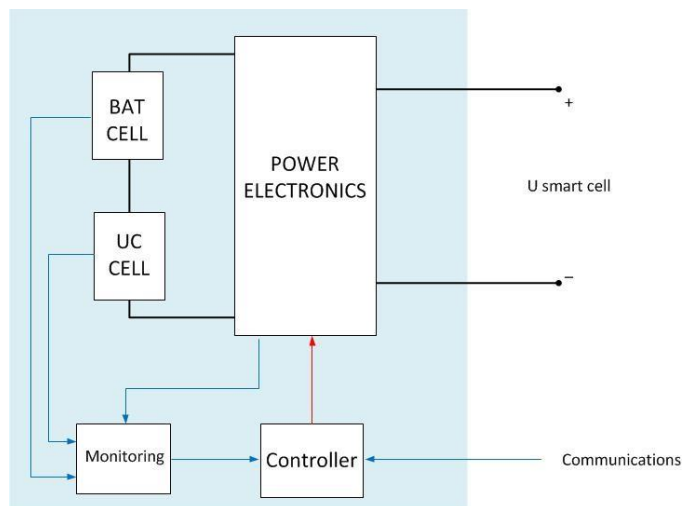 BAT
CELL
POWER
ELECTRONICS
+
U smart cell
UC
CELL
−
Monitoring
Controller
Communications